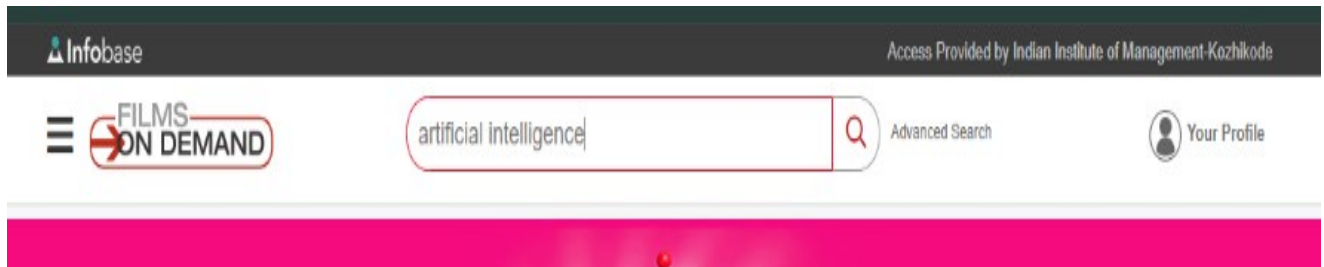 Infobase
Access Provided by Indian Institute of Management-Kozhikode
FILMS
ON DEMAND
artificial intelligence
Advanced Search
Your Profile